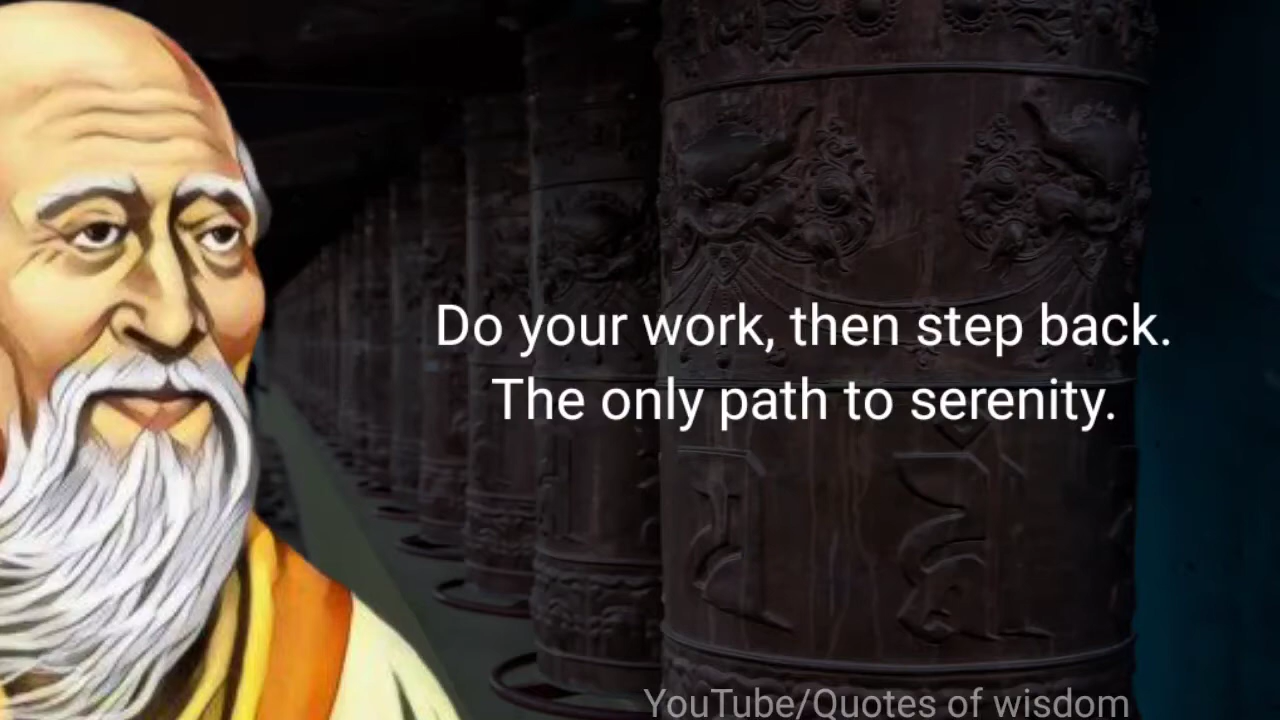 Do your work, then step back.
The only path to serenity.
YouTube/Quotes of wisdom